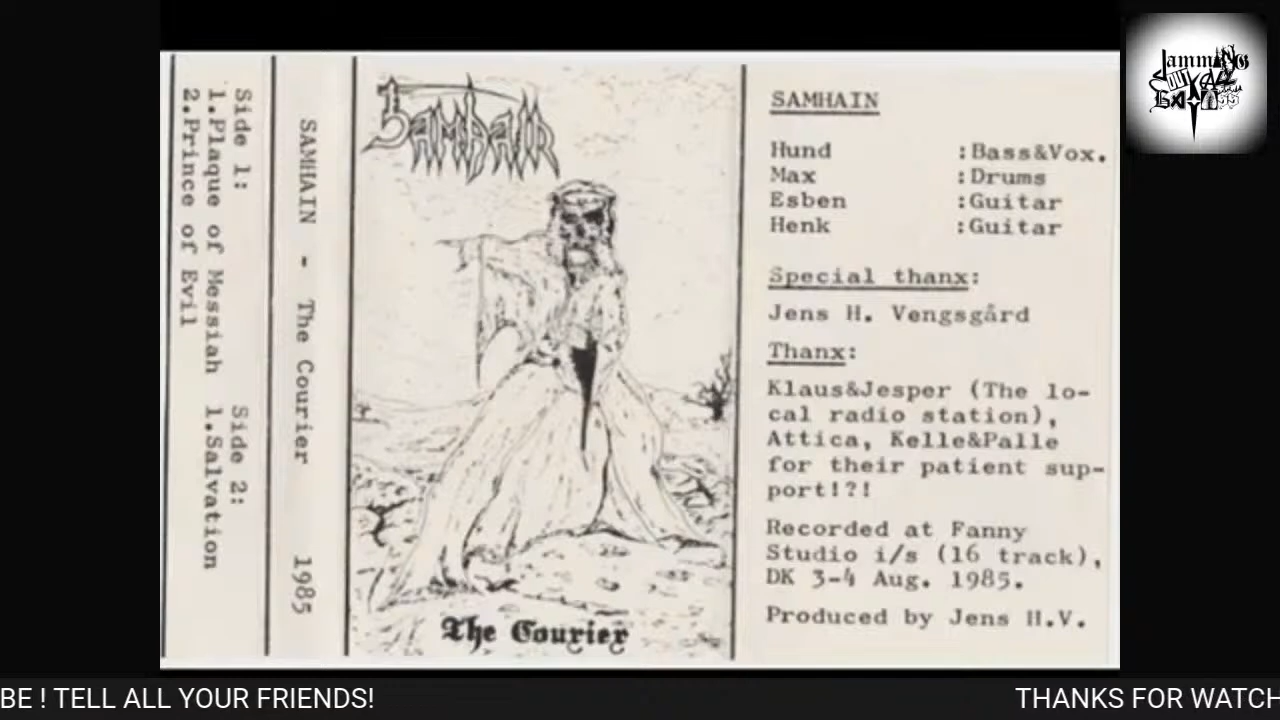 Side 1:
1.Plaque of Messiah
2.Prince of Evil
Side 2:
1.Salvation
SAMHAIN - The Courier 1985
Samhain
The Courier
SAMHAIN
Hund :Bass&Vox.
Max :Drums
Esben :Guitar
Henk :Guitar
Special thanx:
Jens H. Vengsgård
Thanx:
Klaus&Jesper (The lo-
cal radio station),
Attica, Kelle&Palle
for their patient sup-
port!?!
Recorded at Fanny
Studio i/s (16 track),
DK 3-4 Aug. 1985.
Produced by Jens H.V.
Jamming
BE ! TELL ALL YOUR FRIENDS!
THANKS FOR WATCH